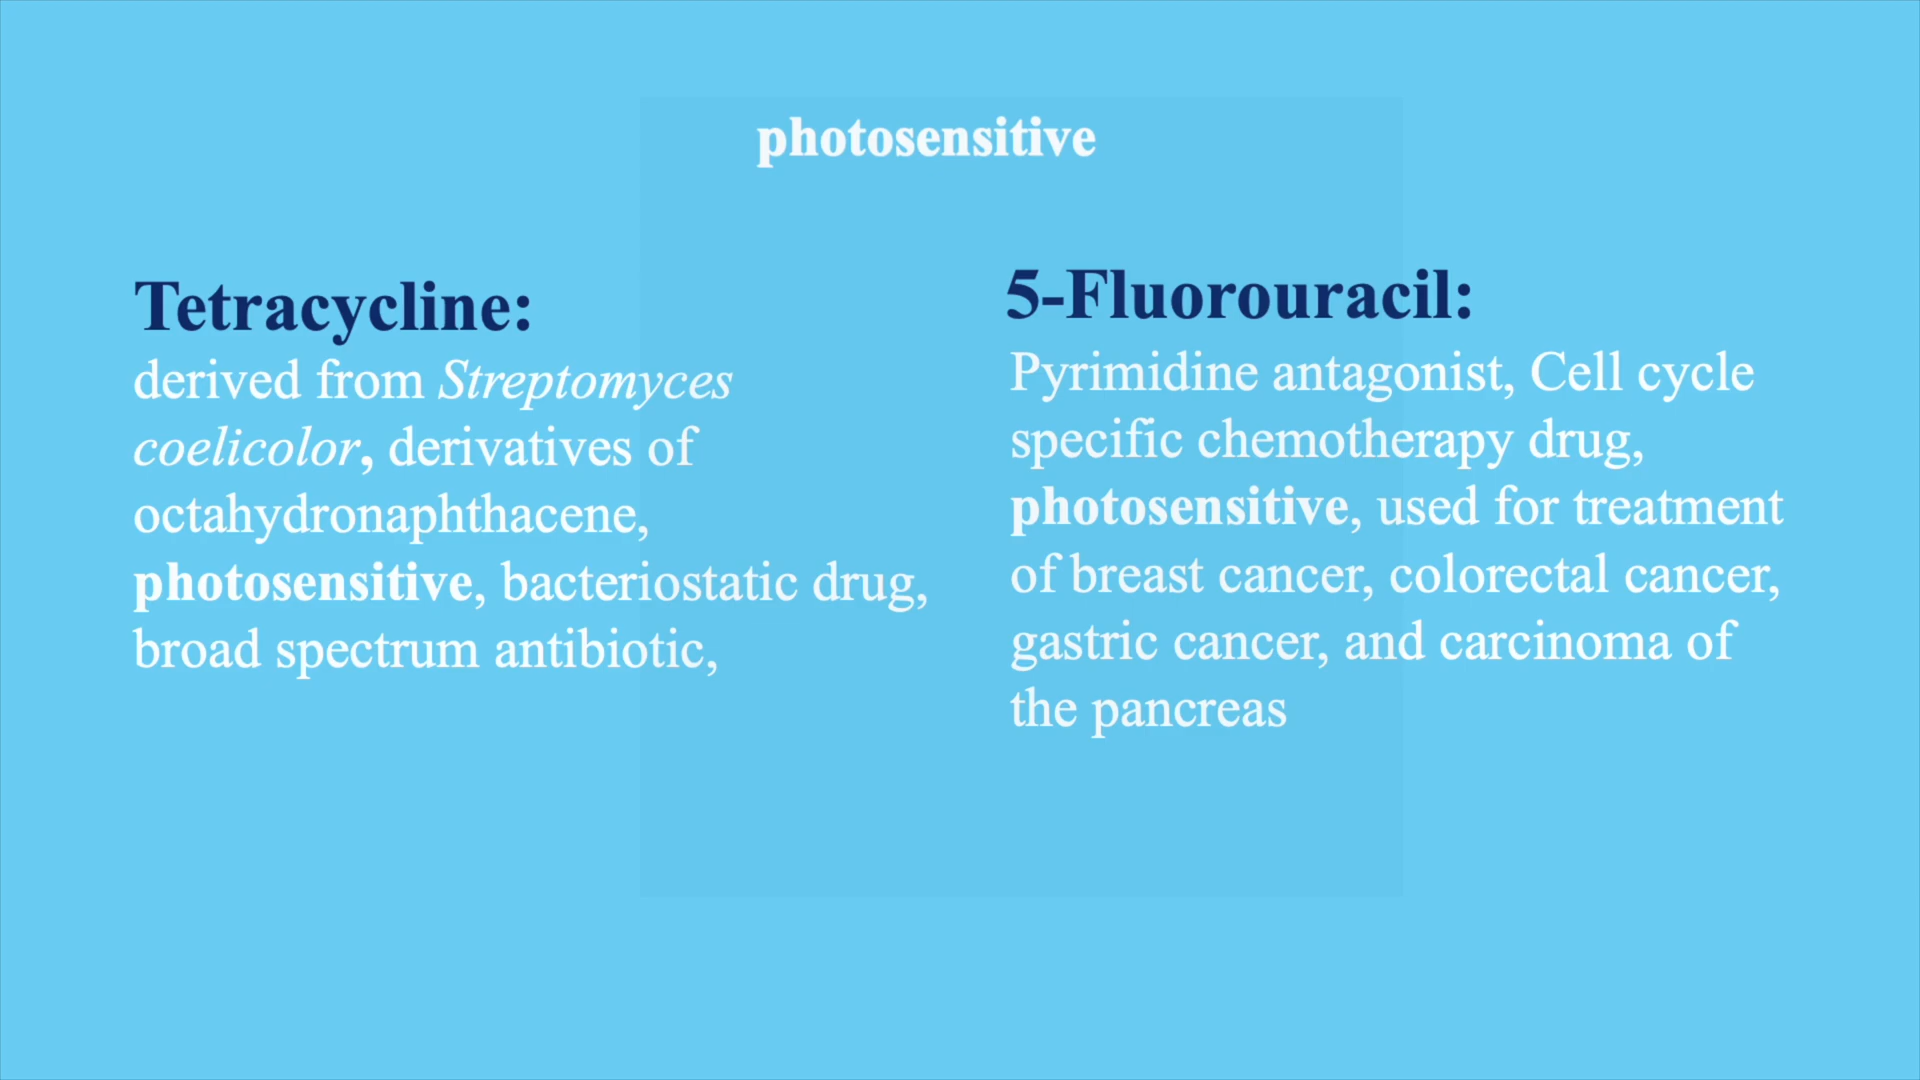 photosensitive
Tetracycline:
derived from Streptomyces
coelicolor, derivatives of
octahydronaphthacene,
photosensitive, bacteriostatic drug,
broad spectrum antibiotic,
5-Fluorouracil:
Pyrimidine antagonist, Cell cycle
specific chemotherapy drug,
photosensitive, used for treatment
of breast cancer, colorectal cancer,
gastric cancer, and carcinoma of
the pancreas